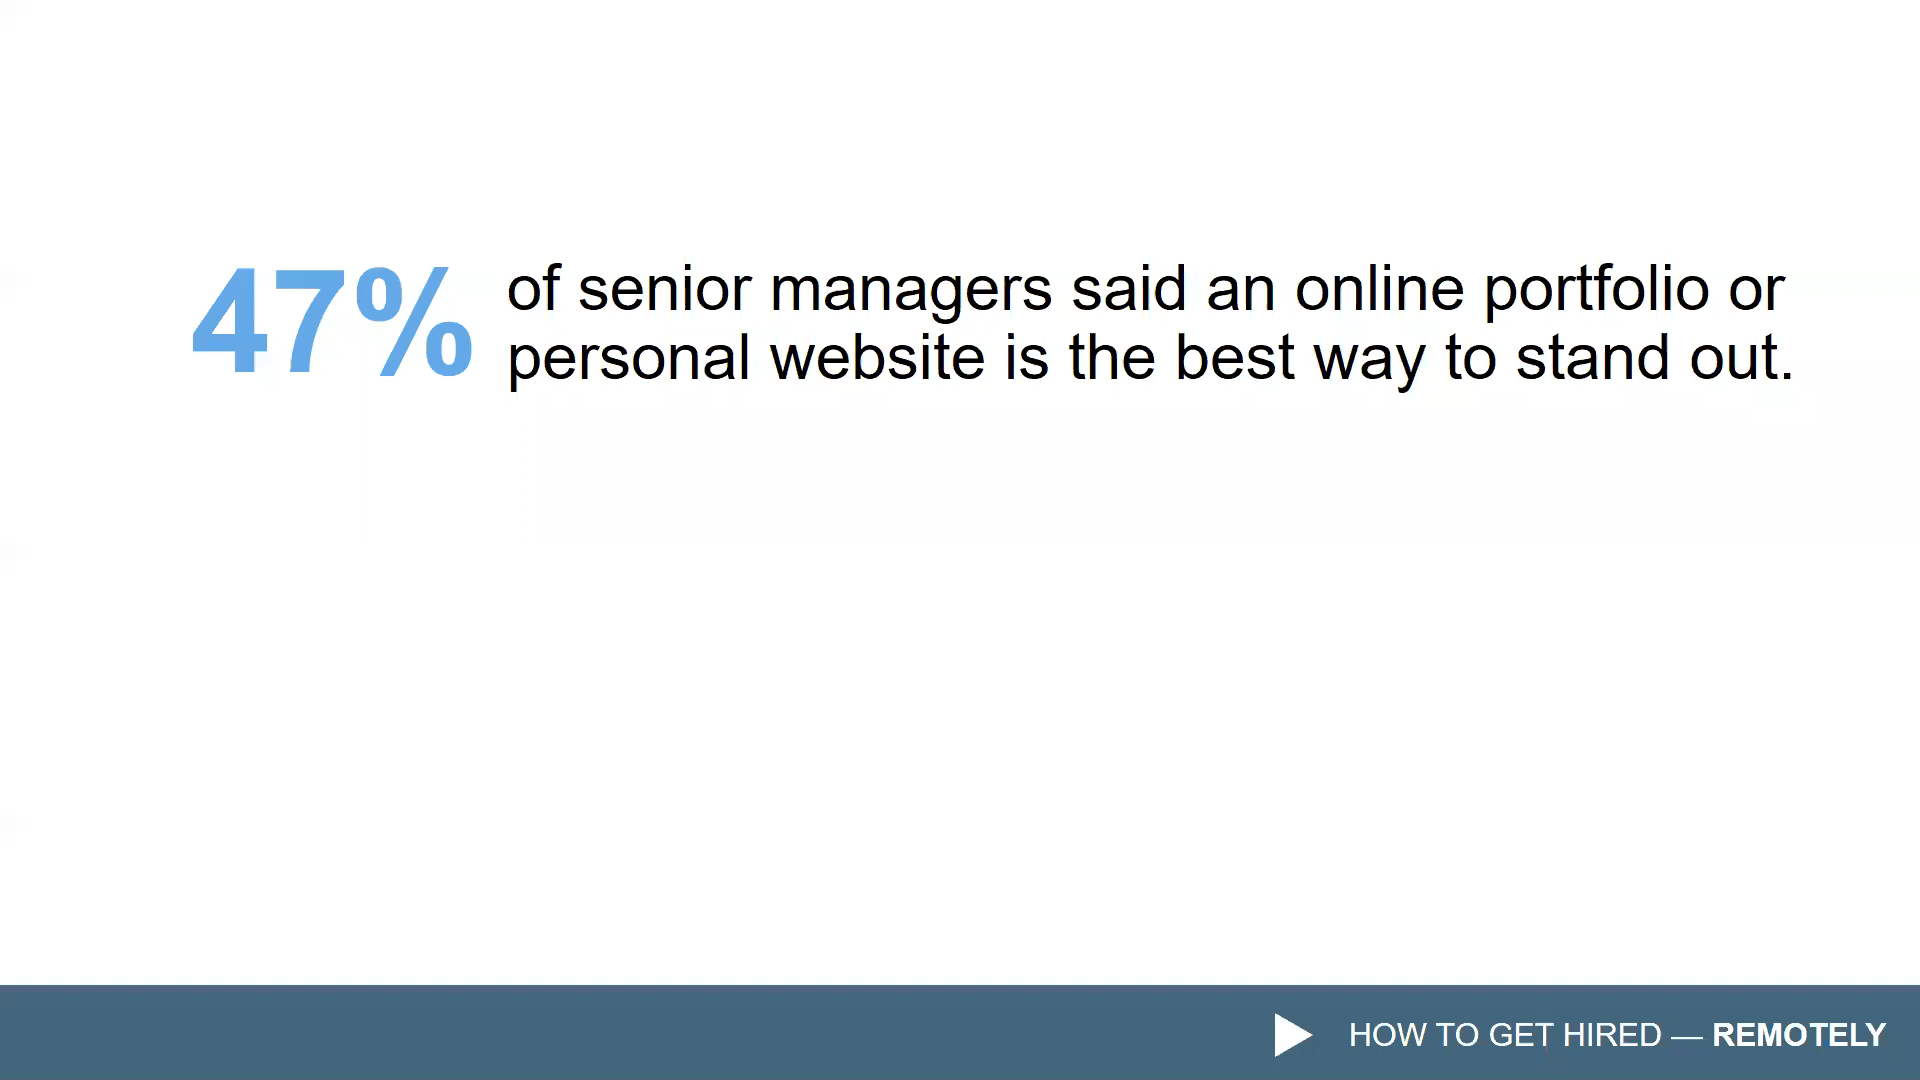 47% of senior managers said an online portfolio or
personal website is the best way to stand out.
HOW TO GET HIRED — REMOTELY